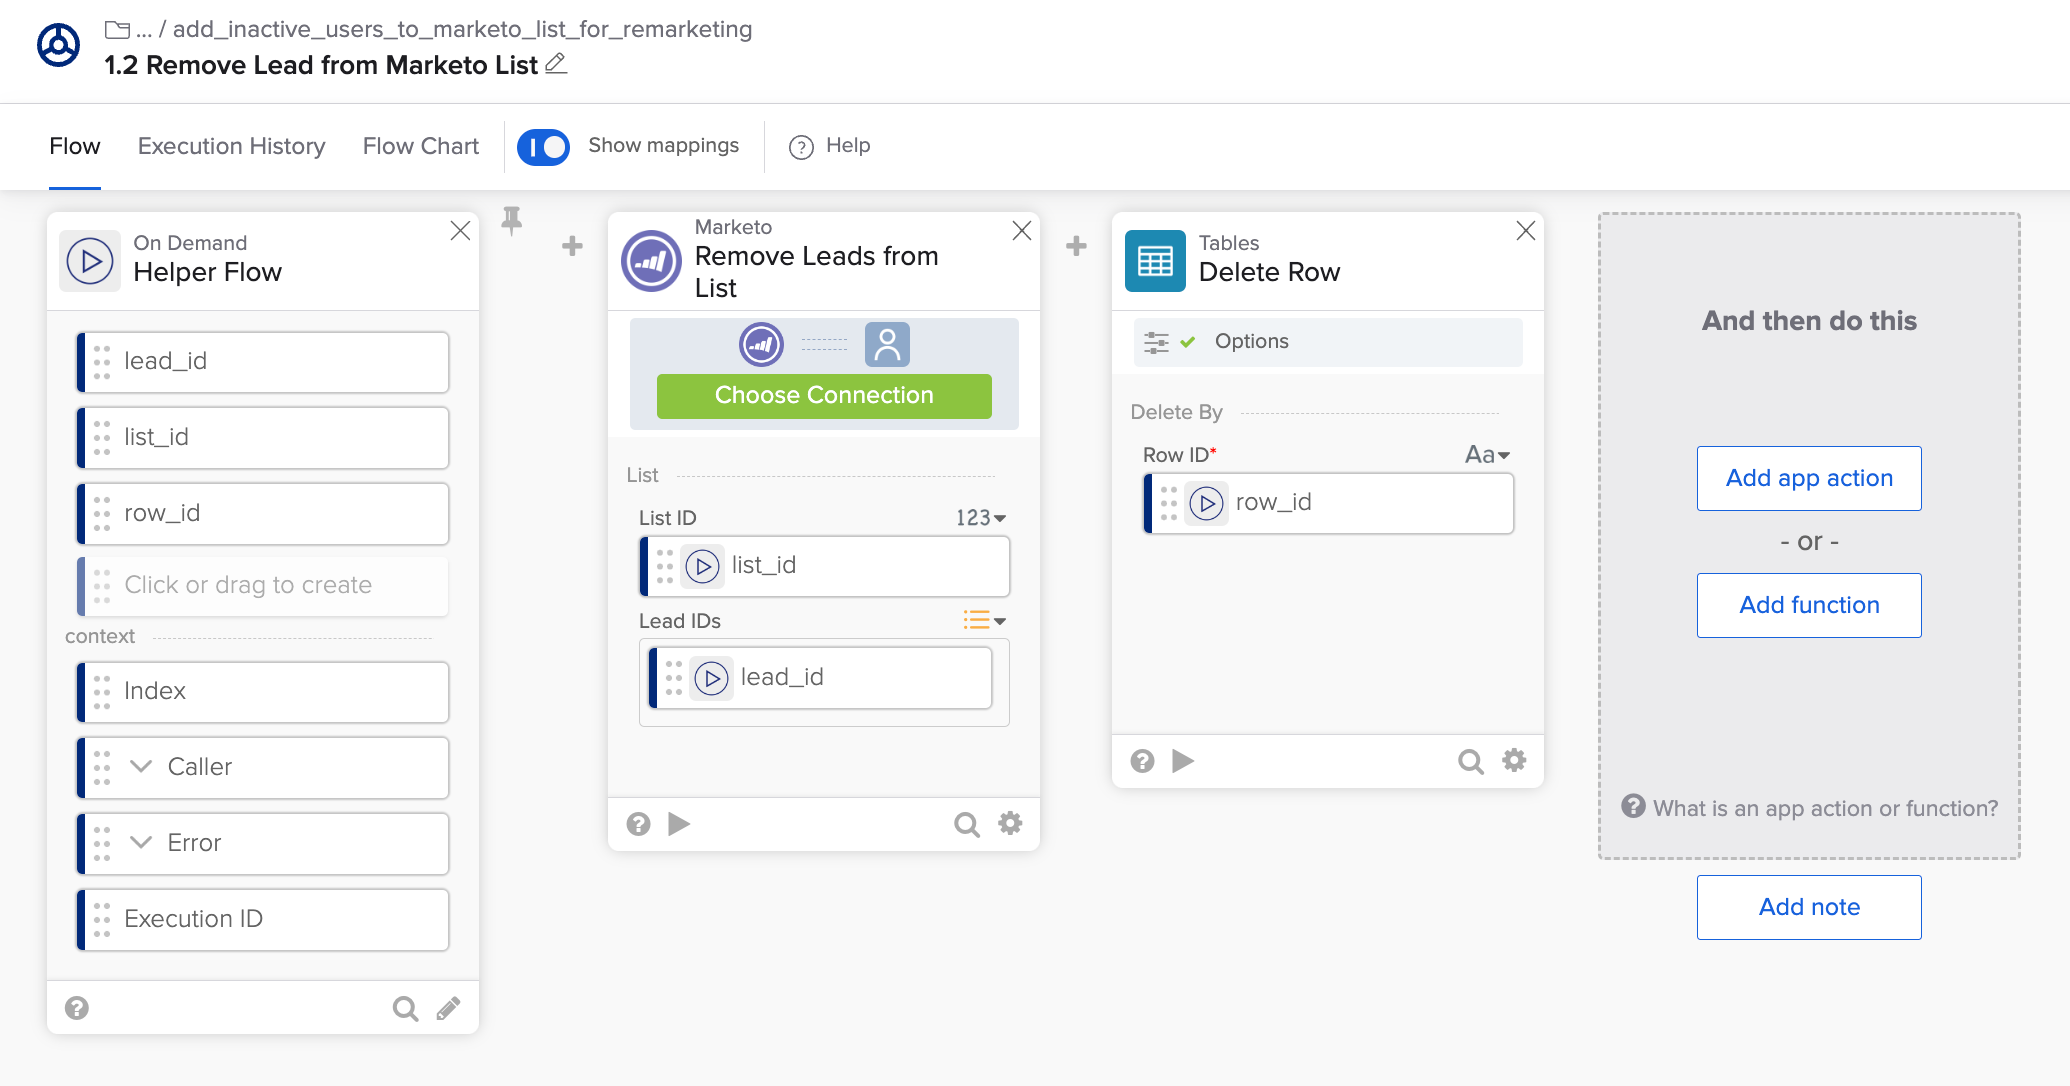 ... / add_inactive_users_to_marketo_list_for_remarketing
1.2 Remove Lead from Marketo List
Flow
Execution History
Flow Chart
Show mappings
? Help
On Demand
Helper Flow
lead_id
list_id
row_id
Click or drag to create
context
Index
Caller
Error
Execution ID
?
+
Marketo
Remove Leads from
List
Choose Connection
List
List ID
123
list_id
Lead IDs
lead_id
?
+
Tables
Delete Row
Options
Delete By
Row ID*
Aa
row_id
?
And then do this
Add app action
- or -
Add function
? What is an app action or function?
Add note